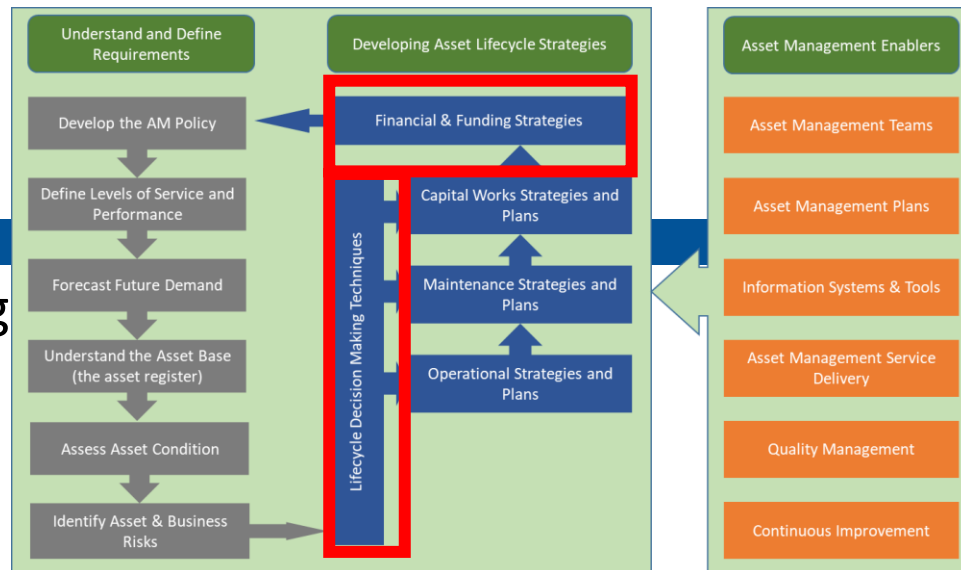 Understand and Define
Requirements
Develop the AM Policy
Define Levels of Service and
Performance
Forecast Future Demand
Understand the Asset Base
(the asset register)
Assess Asset Condition
Identify Asset & Business
Risks
Developing Asset Lifecycle Strategies
Financial & Funding Strategies
Lifecycle Decision Making Techniques
Capital Works Strategies and
Plans
Maintenance Strategies and
Plans
Operational Strategies and
Plans
Asset Management Enablers
Asset Management Teams
Asset Management Plans
Information Systems & Tools
Asset Management Service
Delivery
Quality Management
Continuous Improvement
g